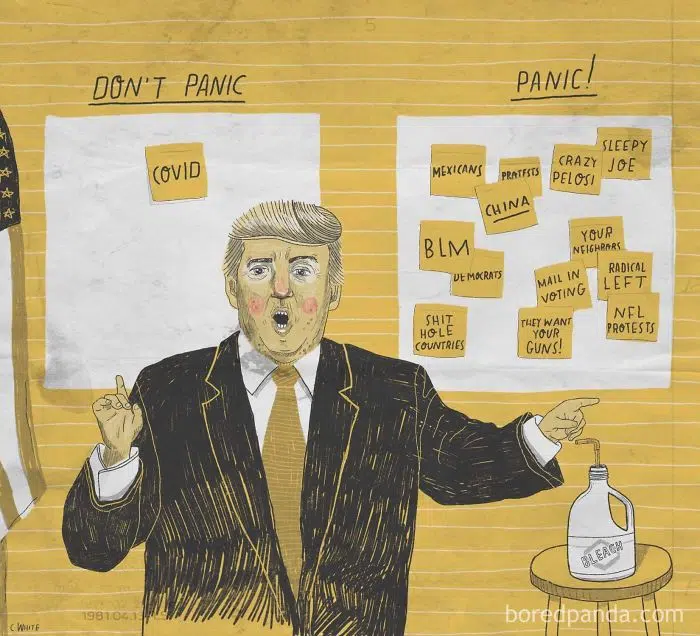 5
DON'T PANIC
PANIC!
COVID
MEXICANS
PROTESTS
CRAZY
PELOSI
SLEEPY
JOE
CHINA
BLM
DEMOCRATS
YOUR
NEIGHBORS
MAIL IN
VOTING
RADICAL
LEFT
SHIT
HOLE
COUNTRIES
THEY WANT
YOUR
GUNS!
NFL
PROTESTS
BLEACH
C. WHITE
boredpanda.com